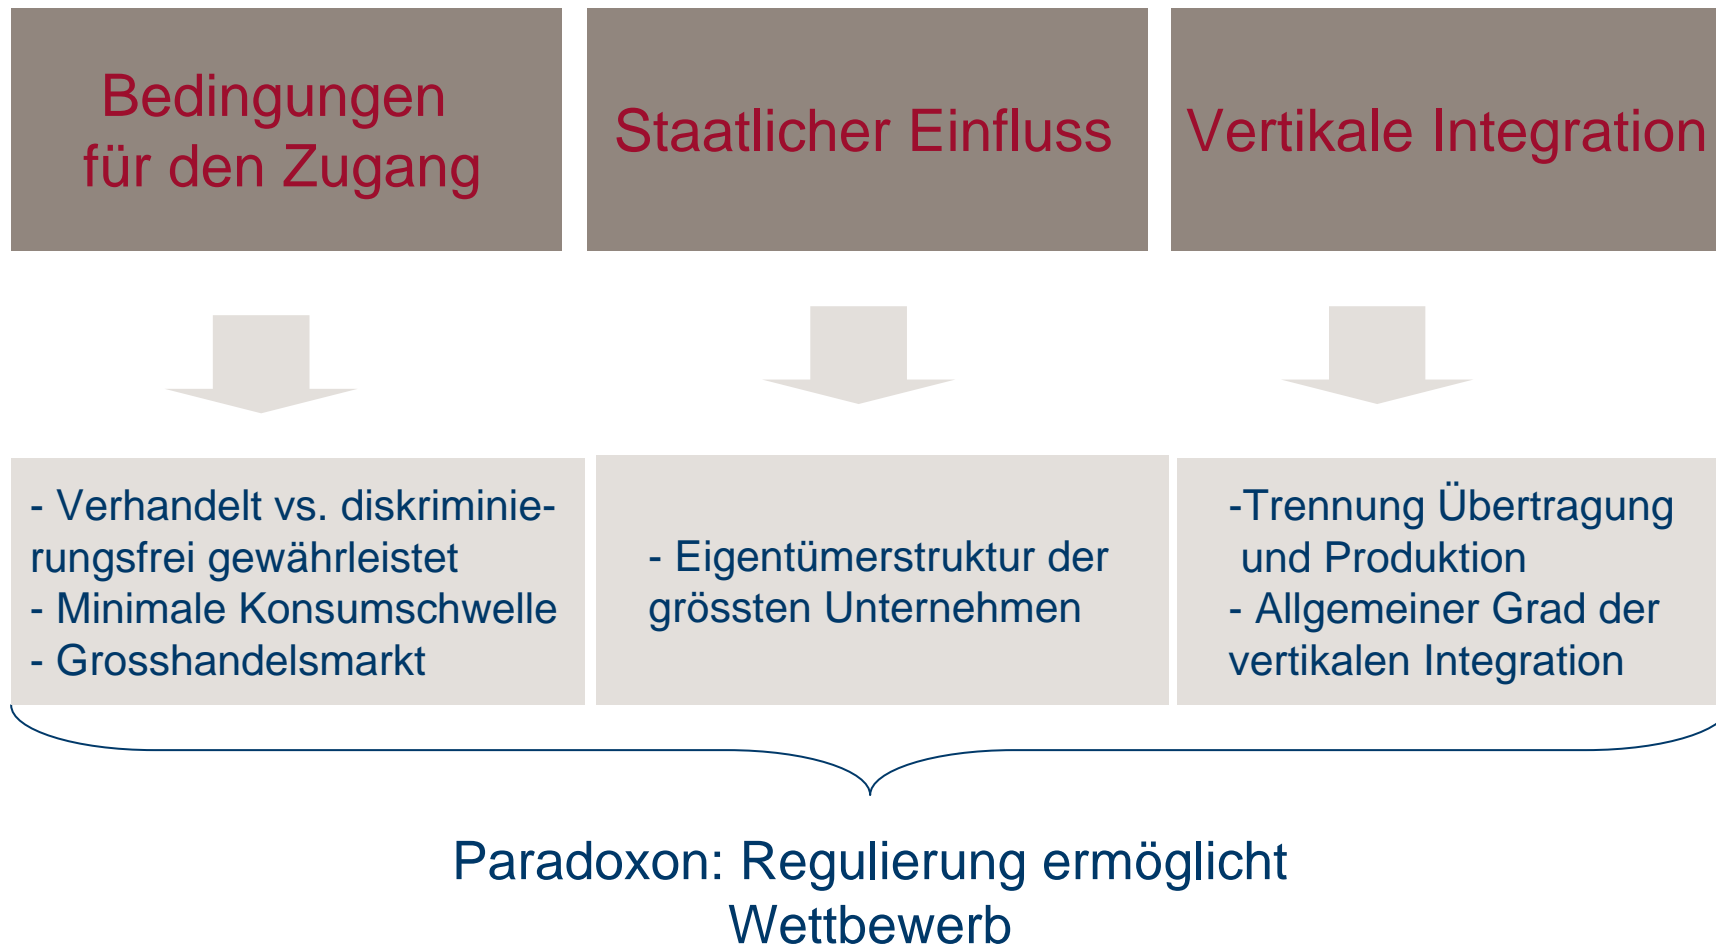 Bedingungen
für den Zugang
Staatlicher Einfluss
Vertikale Integration
- Verhandelt vs. diskriminie-
rungsfrei gewährleistet
- Minimale Konsumschwelle
- Grosshandelsmarkt
- Eigentümerstruktur der
grössten Unternehmen
-Trennung Übertragung
und Produktion
- Allgemeiner Grad der
vertikalen Integration
Paradoxon: Regulierung ermöglicht
Wettbewerb